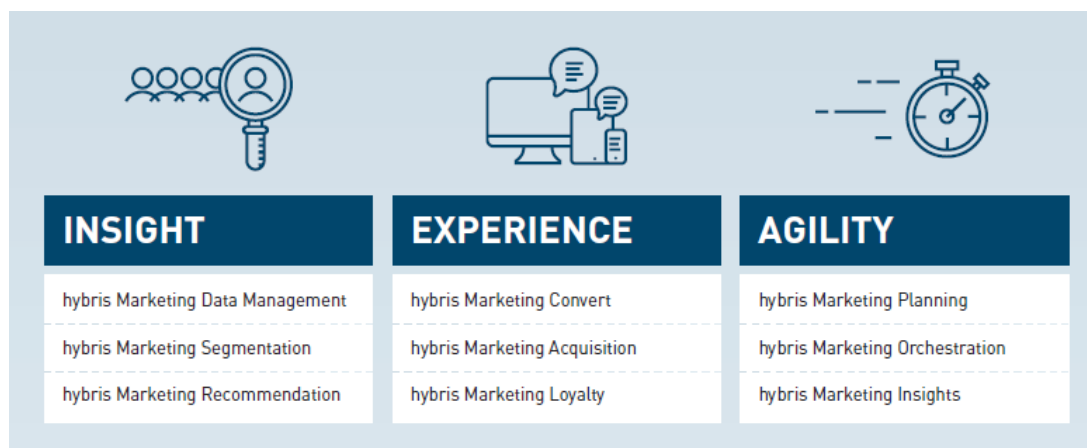 INSIGHT
hybris Marketing Data Management
hybris Marketing Segmentation
hybris Marketing Recommendation
EXPERIENCE
hybris Marketing Convert
hybris Marketing Acquisition
hybris Marketing Loyalty
AGILITY
hybris Marketing Planning
hybris Marketing Orchestration
hybris Marketing Insights